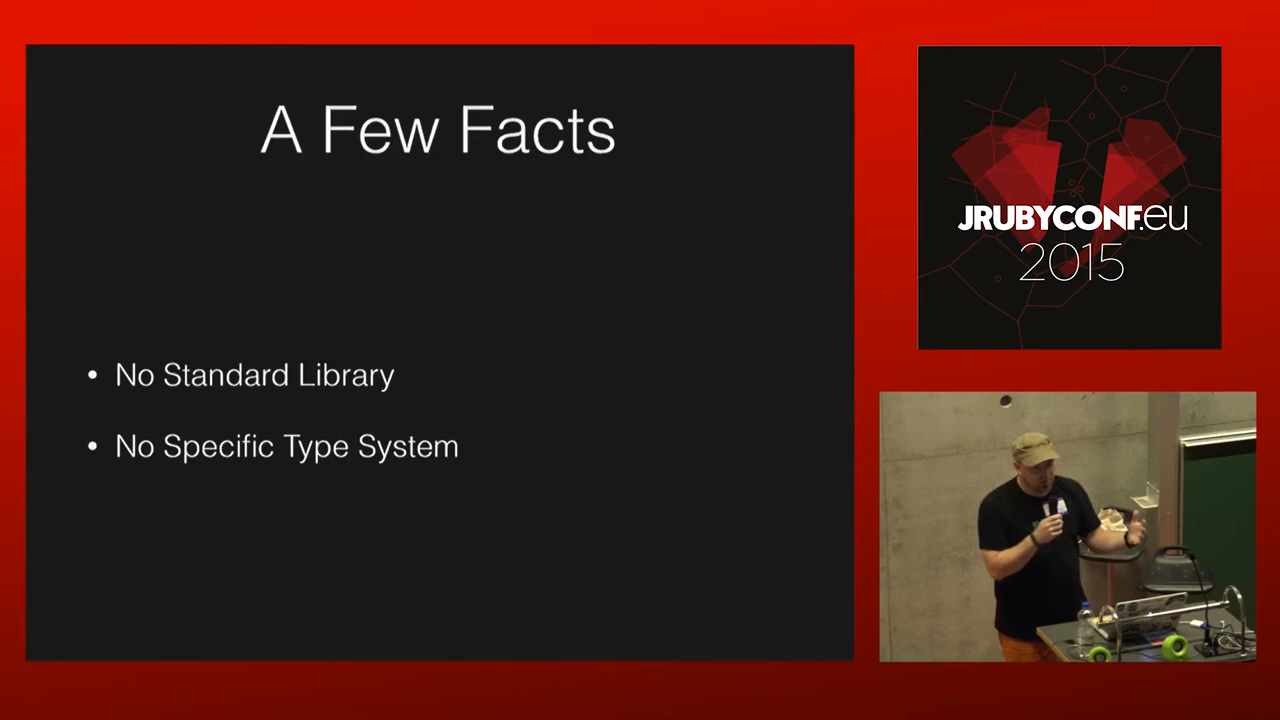 A Few Facts
• No Standard Library
• No Specific Type System
JRUBYCONF.eu
2015